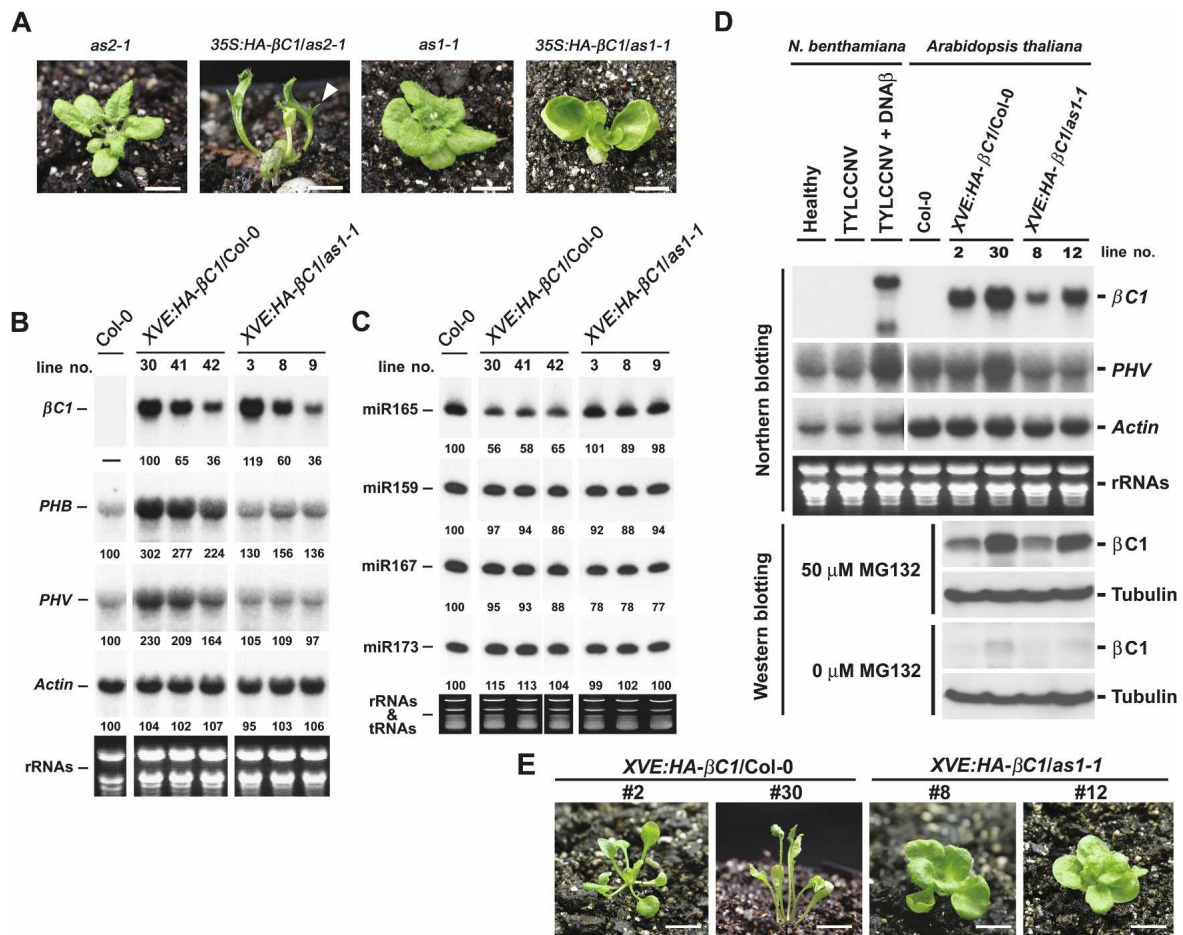 A
as2-1 35S:HA-βC1/as2-1 as1-1 35S:HA-βC1/as1-1
B
Col-0 XVE:HA-βC1/Col-0 XVE:HA-βC1/as1-1
line no. 30 41 42 3 8 9
βC1
— 100 65 36 119 60 36
PHB
100 302 277 224 130 156 136
PHV
100 230 209 164 105 109 97
Actin
100 104 102 107 95 103 106
rRNAs
C
Col-0 XVE:HA-βC1/Col-0 XVE:HA-βC1/as1-1
30 41 42 3 8 9
miR165
100 56 58 65 101 89 98
miR159
100 97 94 86 92 88 94
miR167
100 95 93 88 78 78 77
miR173
100 115 113 104 99 102 100
rRNAs
&
tRNAs
D
N. benthamiana Arabidopsis thaliana
Healthy TYLCCNV TYLCCNV + DNAβ Col-0 XVE:HA-βC1/Col-0 XVE:HA-βC1/as1-1
2 30 8 12 line no.
Northern blotting
βC1
PHV
Actin
rRNAs
Western blotting
50 μM MG132
βC1
Tubulin
0 μM MG132
βC1
Tubulin
E
XVE:HA-βC1/Col-0 XVE:HA-βC1/as1-1
#2 #30 #8 #12